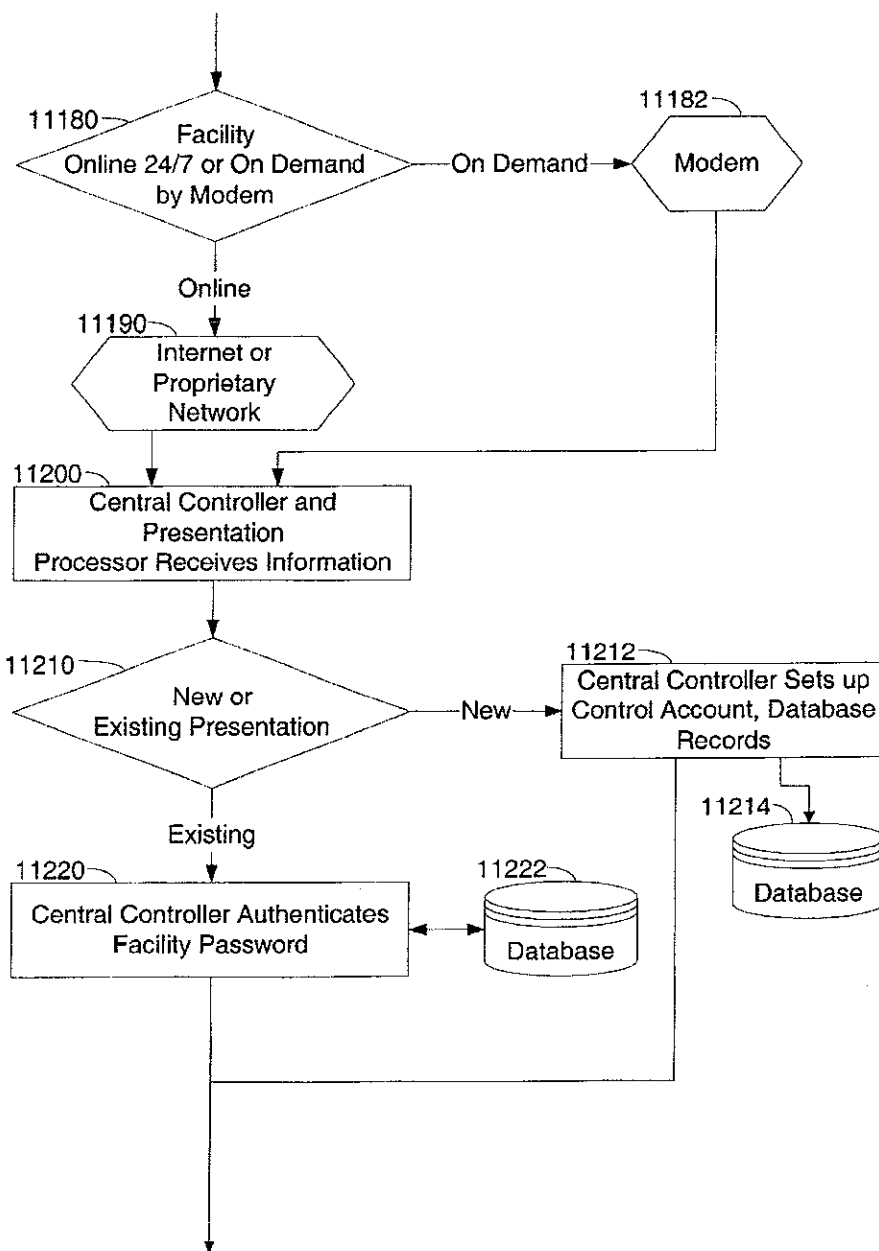 11180
Facility
Online 24/7 or On Demand
by Modem
On Demand
11182
Modem
Online
11190
Internet or
Proprietary
Network
11200
Central Controller and
Presentation
Processor Receives Information
11210
New or
Existing Presentation
New
11212
Central Controller Sets up
Control Account, Database
Records
11214
Database
Existing
11220
Central Controller Authenticates
Facility Password
11222
Database